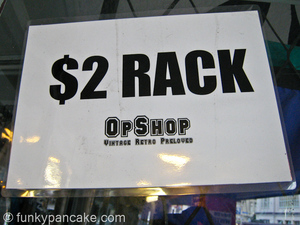 $2 RACK
OPSHOP
VINTAGE RETRO PRELOVED
© funkypancake.com